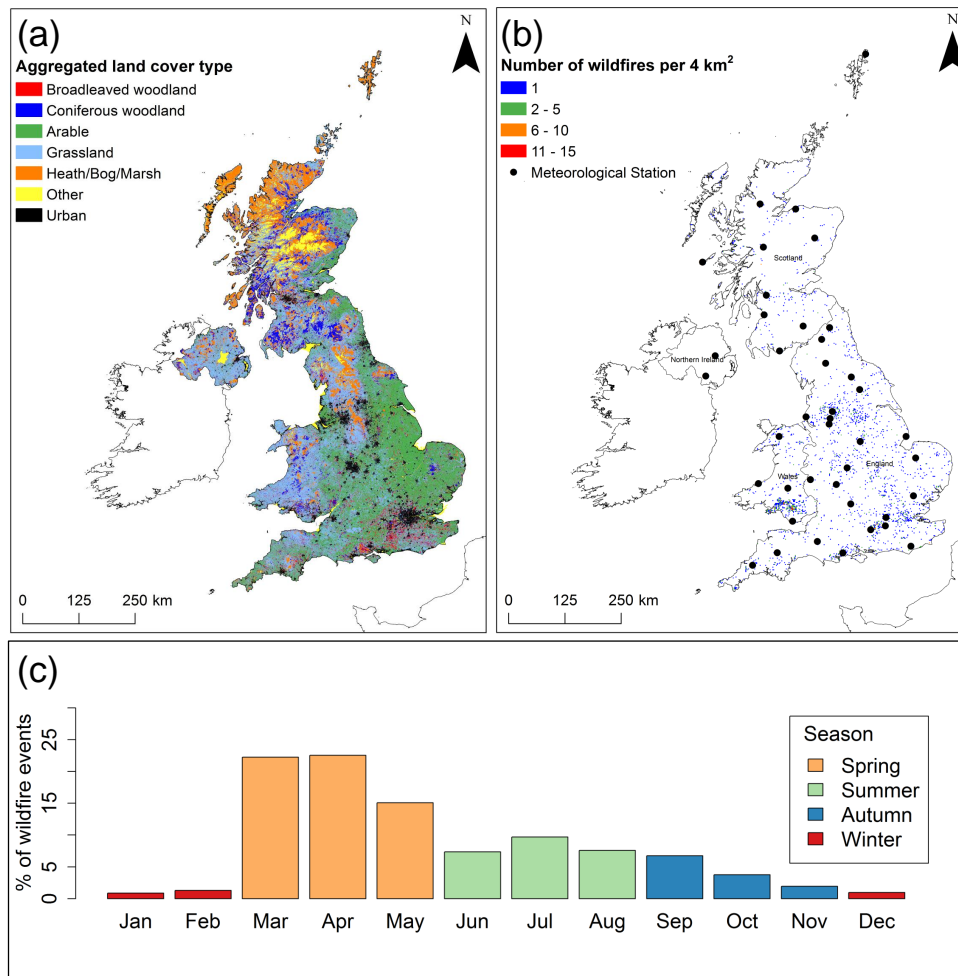 (a)
N
Aggregated land cover type
Broadleaved woodland
Coniferous woodland
Arable
Grassland
Heath/Bog/Marsh
Other
Urban
0 125 250 km
(b)
N
Number of wildfires per 4 km²
1
2 - 5
6 - 10
11 - 15
Meteorological Station
Scotland
Northern Ireland
England
Wales
0 125 250 km
(c)
% of wildfire events
25
15
5
0
Jan Feb Mar Apr May Jun Jul Aug Sep Oct Nov Dec
Season
Spring
Summer
Autumn
Winter